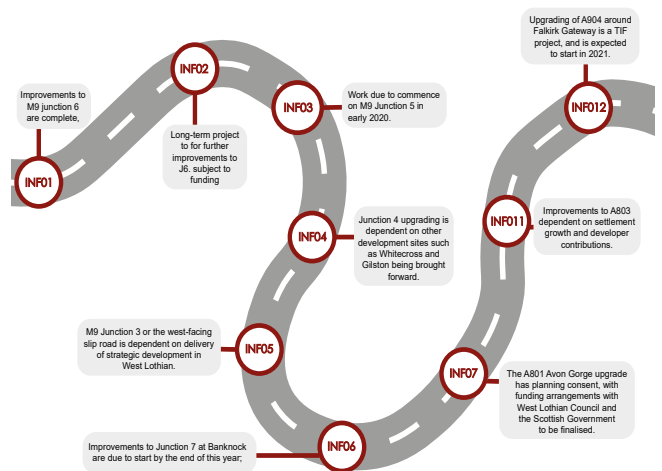 INF01
Improvements to
M9 junction 6
are complete,
INF02
Long-term project
to for further
improvements to
J6. subject to
funding
INF03
Work due to commence
on M9 Junction 5 in
early 2020.
INF04
Junction 4 upgrading is
dependent on other
development sites such
as Whitecross and
Gilston being brought
forward.
INF05
M9 Junction 3 or the west-facing
slip road is dependent on delivery
of strategic development in
West Lothian.
INF06
Improvements to Junction 7 at Banknock
are due to start by the end of this year;
INF07
The A801 Avon Gorge upgrade
has planning consent, with
funding arrangements with
West Lothian Council and
the Scottish Government
to be finalised.
INF011
Improvements to A803
dependent on settlement
growth and developer
contributions.
INF012
Upgrading of A904 around
Falkirk Gateway is a TIF
project, and is expected
to start in 2021.